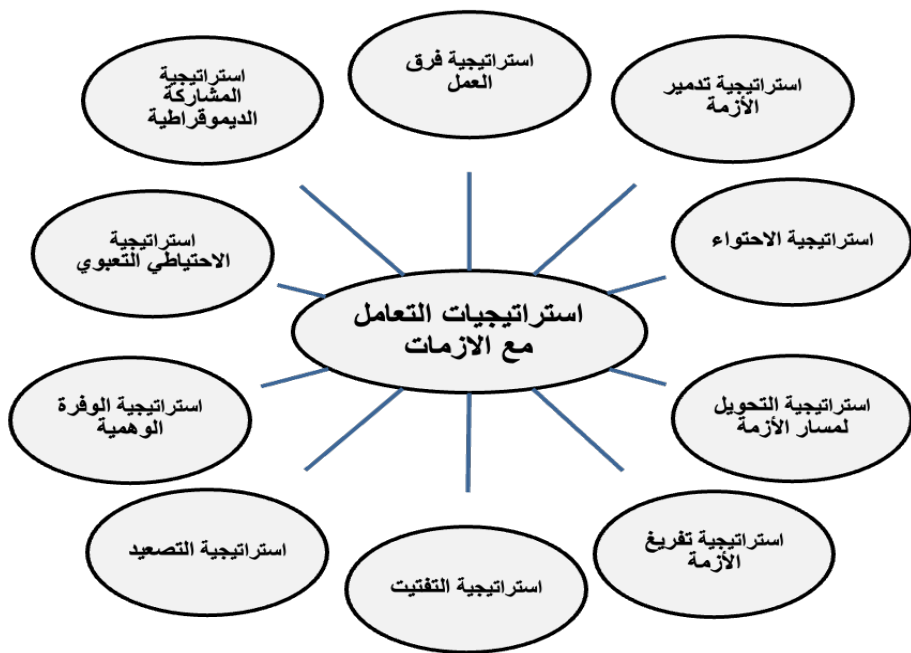 استراتيجية فرق
العمل
استراتيجية تدمير
الأزمة
استراتيجية
المشاركة
الديموقراطية
استراتيجية الاحتواء
استراتيجية
الاحتياطي التعبوي
استراتيجيات التعامل
مع الازمات
استراتيجية التحويل
لمسار الأزمة
استراتيجية الوفرة
الوهمية
استراتيجية تفريغ
الأزمة
استراتيجية التصعيد
استراتيجية التفتيت